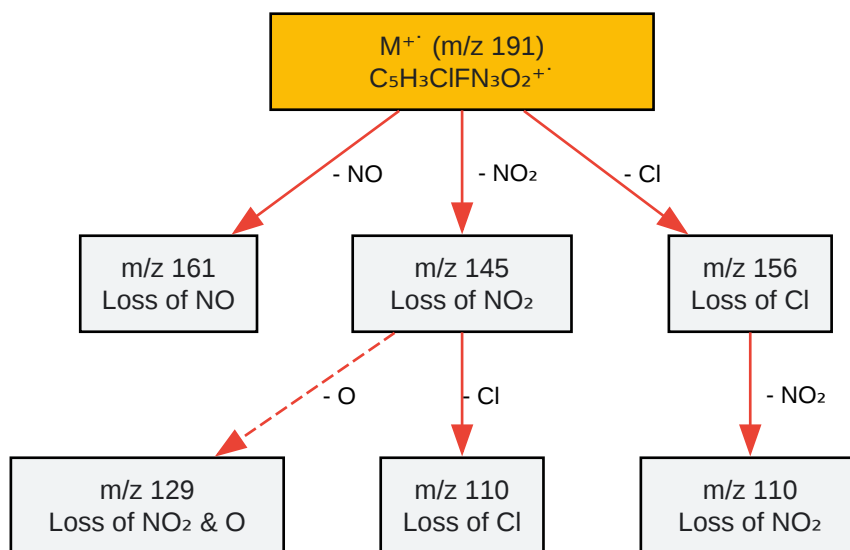 M⁺˙ (m/z 191)
C₅H₃ClFN₃O₂⁺˙
- NO
- NO₂
- Cl
m/z 161
Loss of NO
m/z 145
Loss of NO₂
m/z 156
Loss of Cl
- O
- Cl
- NO₂
m/z 129
Loss of NO₂ & O
m/z 110
Loss of Cl
m/z 110
Loss of NO₂